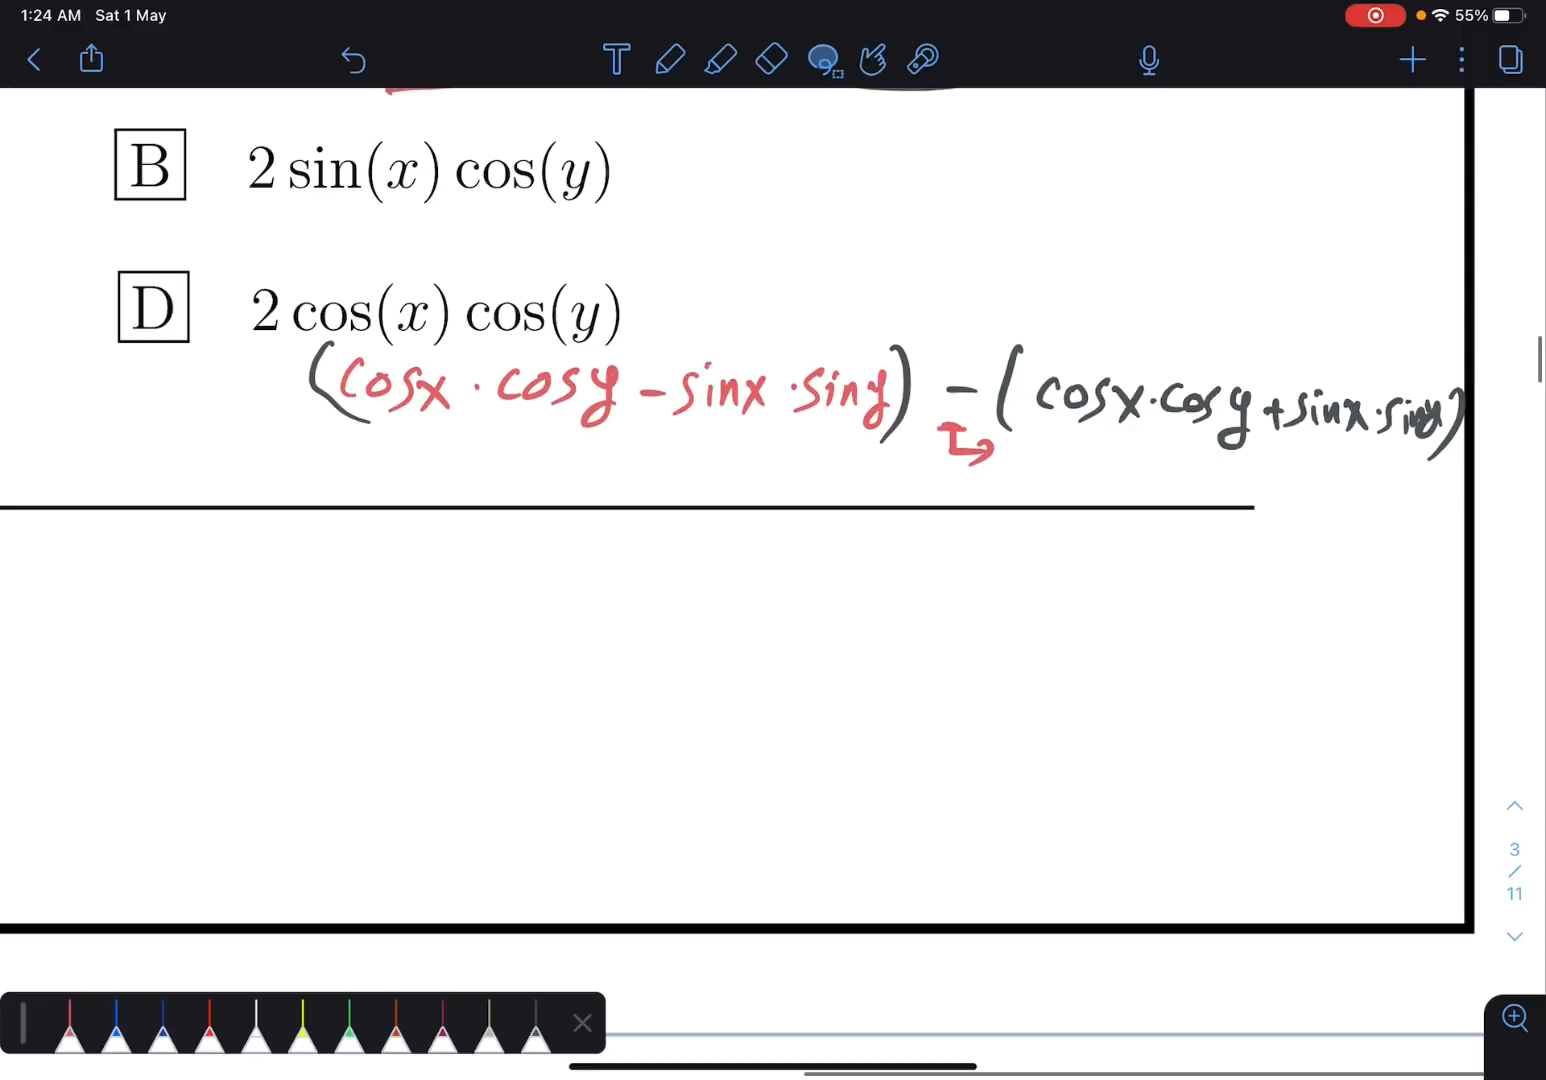 1:24 AM Sat 1 May
55%
B 2 sin(x) cos(y)
D 2 cos(x) cos(y)
(cosx · cosy - sinx · siny) - (cosx·cosy + sinx·siny)
3
/
11